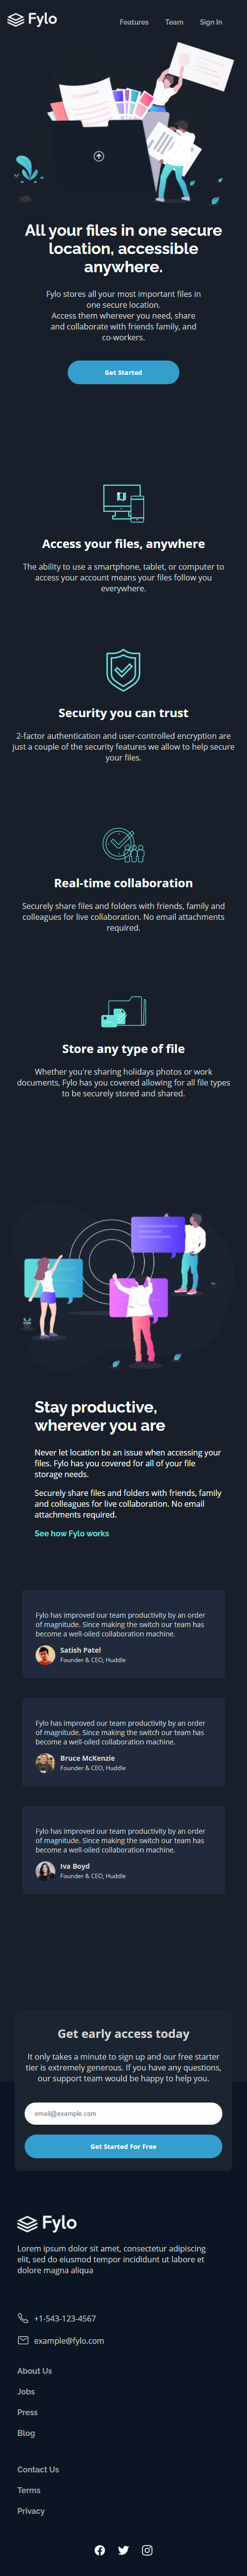 Fylo
Features Team Sign In
All your files in one secure
location, accessible
anywhere.
Fylo stores all your most important files in
one secure location.
Access them wherever you need, share
and collaborate with friends family, and
co-workers.
Get Started
Access your files, anywhere
The ability to use a smartphone, tablet, or computer to
access your account means your files follow you
everywhere.
Security you can trust
2-factor authentication and user-controlled encryption are
just a couple of the security features we allow to help secure
your files.
Real-time collaboration
Securely share files and folders with friends, family and
colleagues for live collaboration. No email attachments
required.
Store any type of file
Whether you're sharing holidays photos or work
documents, Fylo has you covered allowing for all file types
to be securely stored and shared.
Stay productive,
wherever you are
Never let location be an issue when accessing your
files. Fylo has you covered for all of your file
storage needs.
Securely share files and folders with friends, family
and colleagues for live collaboration. No email
attachments required.
See how Fylo works
Fylo has improved our team productivity by an order
of magnitude. Since making the switch our team has
become a well-oiled collaboration machine.
Satish Patel
Founder & CEO, Huddle
Fylo has improved our team productivity by an order
of magnitude. Since making the switch our team has
become a well-oiled collaboration machine.
Bruce McKenzie
Founder & CEO, Huddle
Fylo has improved our team productivity by an order
of magnitude. Since making the switch our team has
become a well-oiled collaboration machine.
Iva Boyd
Founder & CEO, Huddle
Get early access today
It only takes a minute to sign up and our free starter
tier is extremely generous. If you have any questions,
our support team would be happy to help you.
email@example.com
Get Started For Free
Fylo
Lorem ipsum dolor sit amet, consectetur adipiscing
elit, sed do eiusmod tempor incididunt ut labore et
dolore magna aliqua
+1-543-123-4567
example@fylo.com
About Us
Jobs
Press
Blog
Contact Us
Terms
Privacy